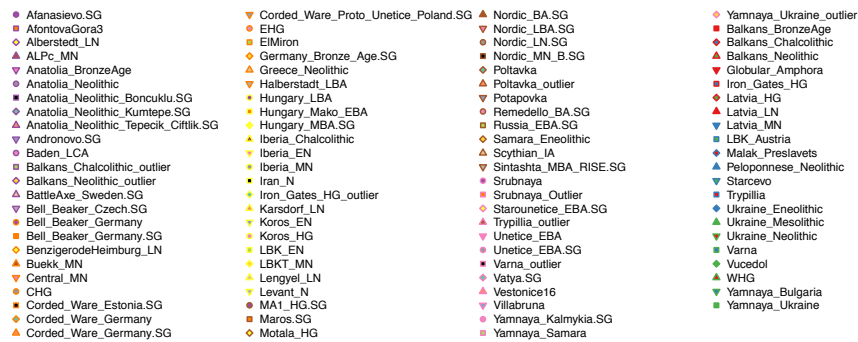 Afanasievo.SG
AfontovaGora3
Alberstedt_LN
ALPc_MN
Anatolia_BronzeAge
Anatolia_Neolithic
Anatolia_Neolithic_Boncuklu.SG
Anatolia_Neolithic_Kumtepe.SG
Anatolia_Neolithic_Tepecik_Ciftlik.SG
Andronovo.SG
Baden_LCA
Balkans_Chalcolithic_outlier
Balkans_Neolithic_outlier
BattleAxe_Sweden.SG
Bell_Beaker_Czech.SG
Bell_Beaker_Germany
Bell_Beaker_Germany.SG
BenzigerodeHeimburg_LN
Buekk_MN
Central_MN
CHG
Corded_Ware_Estonia.SG
Corded_Ware_Germany
Corded_Ware_Germany.SG
Corded_Ware_Proto_Unetice_Poland.SG
EHG
ElMiron
Germany_Bronze_Age.SG
Greece_Neolithic
Halberstadt_LBA
Hungary_LBA
Hungary_Mako_EBA
Hungary_MBA.SG
Iberia_Chalcolithic
Iberia_EN
Iberia_MN
Iran_N
Iron_Gates_HG_outlier
Karsdorf_LN
Koros_EN
Koros_HG
LBK_EN
LBKT_MN
Lengyel_LN
Levant_N
MA1_HG.SG
Maros.SG
Motala_HG
Nordic_BA.SG
Nordic_LBA.SG
Nordic_LN.SG
Nordic_MN_B.SG
Poltavka
Poltavka_outlier
Potapovka
Remedello_BA.SG
Russia_EBA.SG
Samara_Eneolithic
Scythian_IA
Sintashta_MBA_RISE.SG
Srubnaya
Srubnaya_Outlier
Starounetice_EBA.SG
Trypillia_outlier
Unetice_EBA
Unetice_EBA.SG
Varna_outlier
Vatya.SG
Vestonice16
Villabruna
Yamnaya_Kalmykia.SG
Yamnaya_Samara
Yamnaya_Ukraine_outlier
Balkans_BronzeAge
Balkans_Chalcolithic
Balkans_Neolithic
Globular_Amphora
Iron_Gates_HG
Latvia_HG
Latvia_LN
Latvia_MN
LBK_Austria
Malak_Preslavets
Peloponnese_Neolithic
Starcevo
Trypillia
Ukraine_Eneolithic
Ukraine_Mesolithic
Ukraine_Neolithic
Varna
Vucedol
WHG
Yamnaya_Bulgaria
Yamnaya_Ukraine